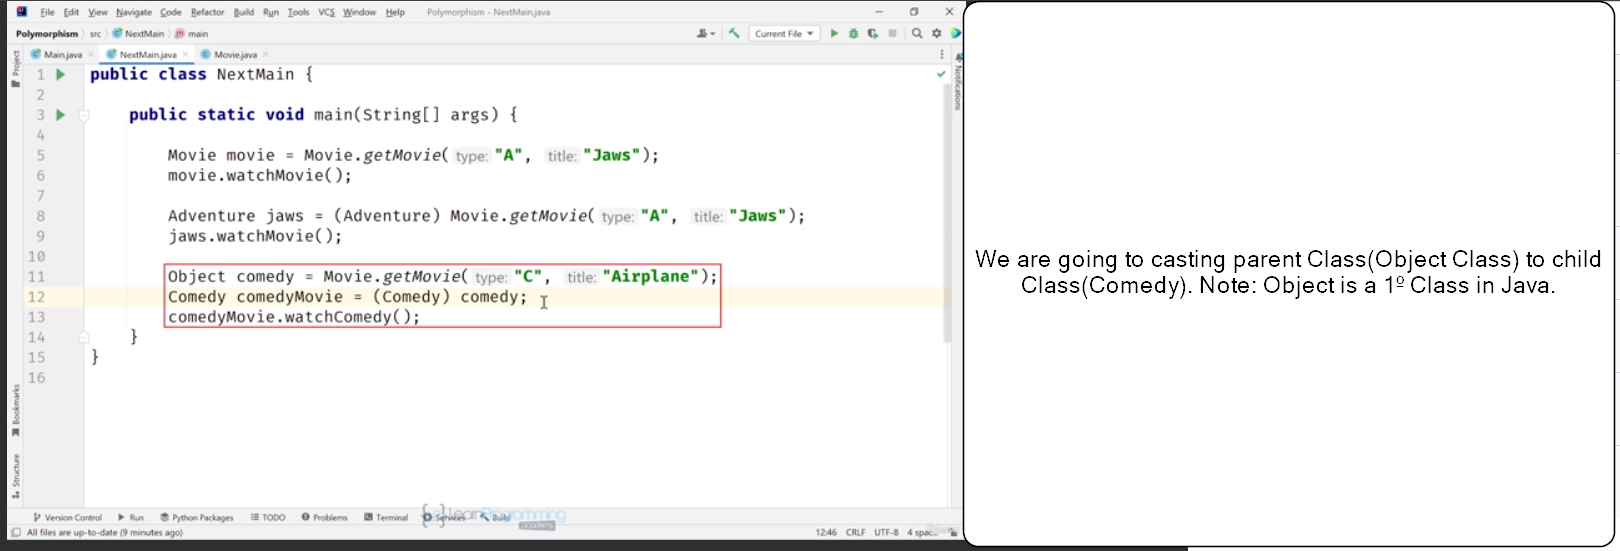 File Edit View Navigate Code Refactor Build Run Tools VCS Window Help Polymorphism - NextMain.java
Polymorphism src NextMain main Current File
Main.java NextMain.java Movie.java
Project
Notifications
1 public class NextMain {
2
3 public static void main(String[] args) {
4
5 Movie movie = Movie.getMovie( type: "A", title: "Jaws");
6 movie.watchMovie();
7
8 Adventure jaws = (Adventure) Movie.getMovie( type: "A", title: "Jaws");
9 jaws.watchMovie();
10
11 Object comedy = Movie.getMovie( type: "C", title: "Airplane");
12 Comedy comedyMovie = (Comedy) comedy;
13 comedyMovie.watchComedy();
14 }
15 }
16
Bookmarks
Structure
Version Control Run Python Packages TODO Problems Terminal Services Build
All files are up-to-date (9 minutes ago) 12:46 CRLF UTF-8 4 spac...
We are going to casting parent Class(Object Class) to child
Class(Comedy). Note: Object is a 1º Class in Java.